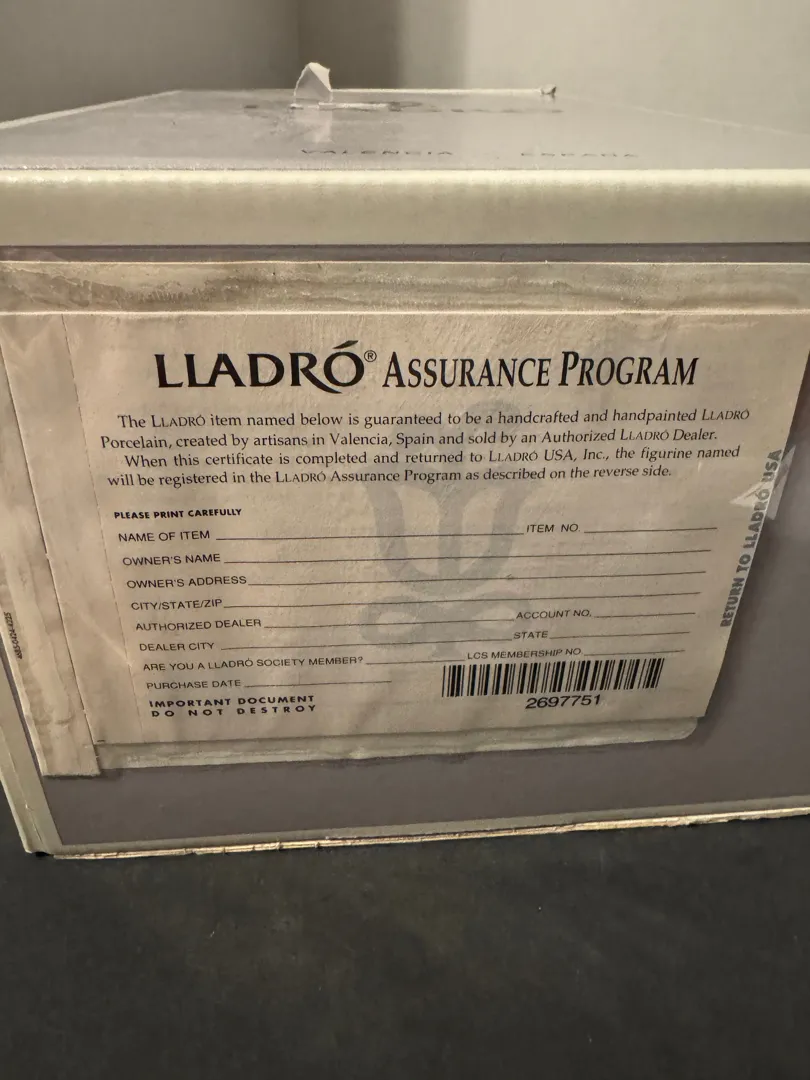 VALENCIA ESPAÑA
LLADRÓ® ASSURANCE PROGRAM
The LLADRÓ item named below is guaranteed to be a handcrafted and handpainted LLADRÓ
Porcelain, created by artisans in Valencia, Spain and sold by an Authorized LLADRÓ Dealer.
When this certificate is completed and returned to LLADRÓ USA, Inc., the figurine named
will be registered in the LLADRÓ Assurance Program as described on the reverse side.
PLEASE PRINT CAREFULLY
NAME OF ITEM ITEM NO.
OWNER'S NAME
OWNER'S ADDRESS
CITY/STATE/ZIP
AUTHORIZED DEALER ACCOUNT NO.
DEALER CITY STATE
ARE YOU A LLADRÓ SOCIETY MEMBER? LCS MEMBERSHIP NO.
PURCHASE DATE
IMPORTANT DOCUMENT
DO NOT DESTROY
2697751
RETURN TO LLADRÓ USA